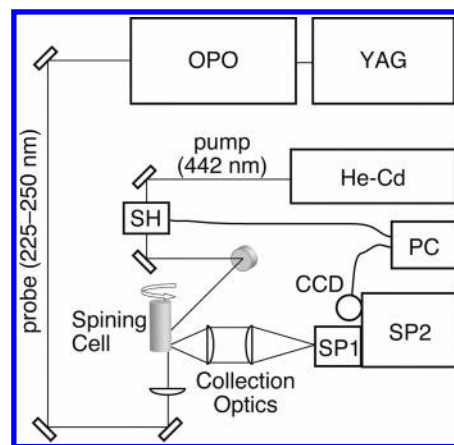 OPO
YAG
pump
(442 nm)
He-Cd
SH
PC
probe (225–250 nm)
CCD
Spining
Cell
SP1
SP2
Collection
Optics